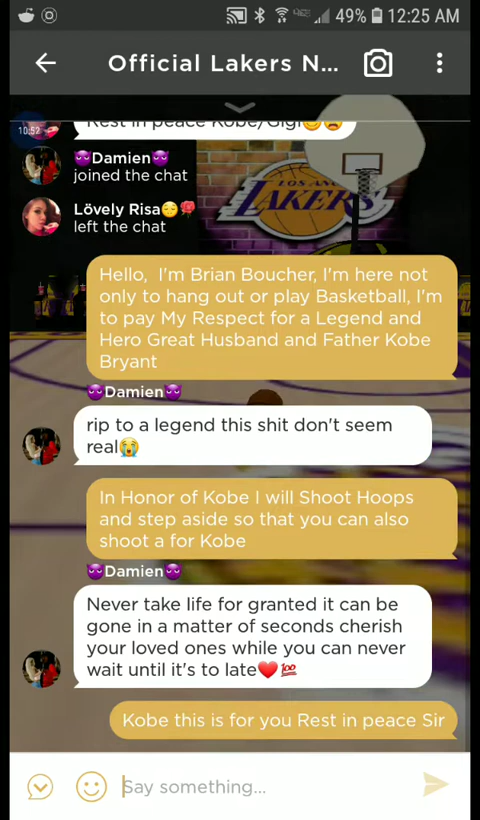 49% 12:25 AM
Official Lakers N...
10:52
Rest in peace Kobe/Gigi😔😢
😈Damien😈
joined the chat
Lövely Risa😔🌹
left the chat
LOS ANGELES
LAKERS
Hello, I'm Brian Boucher, I'm here not
only to hang out or play Basketball, I'm
to pay My Respect for a Legend and
Hero Great Husband and Father Kobe
Bryant
😈Damien😈
rip to a legend this shit don't seem
real😭
In Honor of Kobe I will Shoot Hoops
and step aside so that you can also
shoot a for Kobe
😈Damien😈
Never take life for granted it can be
gone in a matter of seconds cherish
your loved ones while you can never
wait until it's to late❤️💯
Kobe this is for you Rest in peace Sir
Say something...